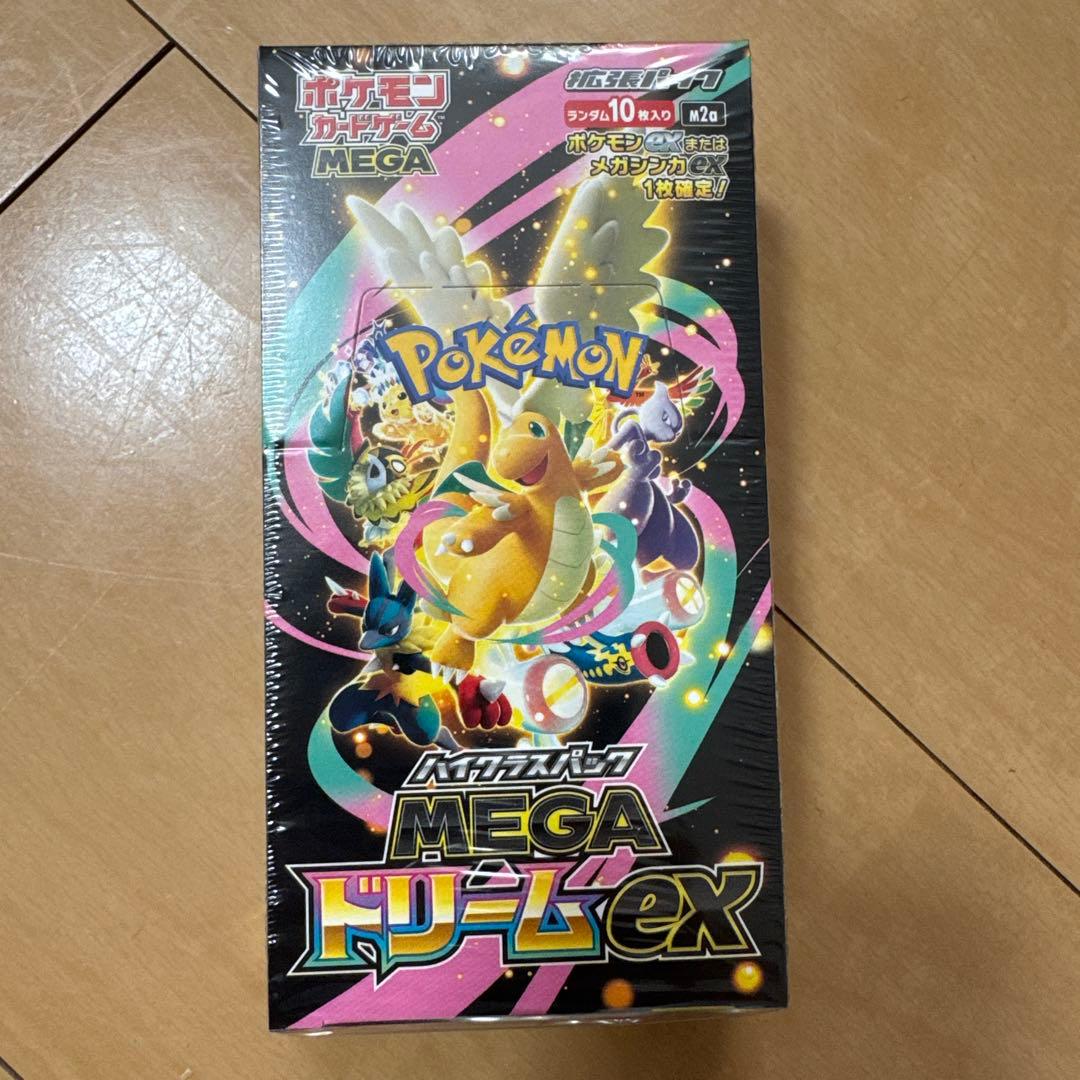 ポケモン
カードゲーム™
MEGA
拡張パック
ランダム10枚入り
M2a
ポケモンexまたは
メガシンカex
1枚確定!
POKéMON™
ハイクラスパック
MEGA
ドリームex